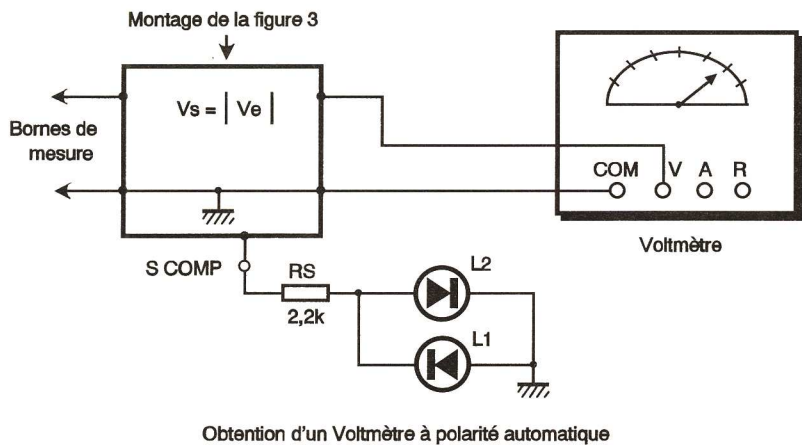 Montage de la figure 3
Vs = | Ve |
Bornes de
mesure
COM V A R
Voltmètre
S COMP
RS
2,2k
L2
L1
Obtention d'un Voltmètre à polarité automatique